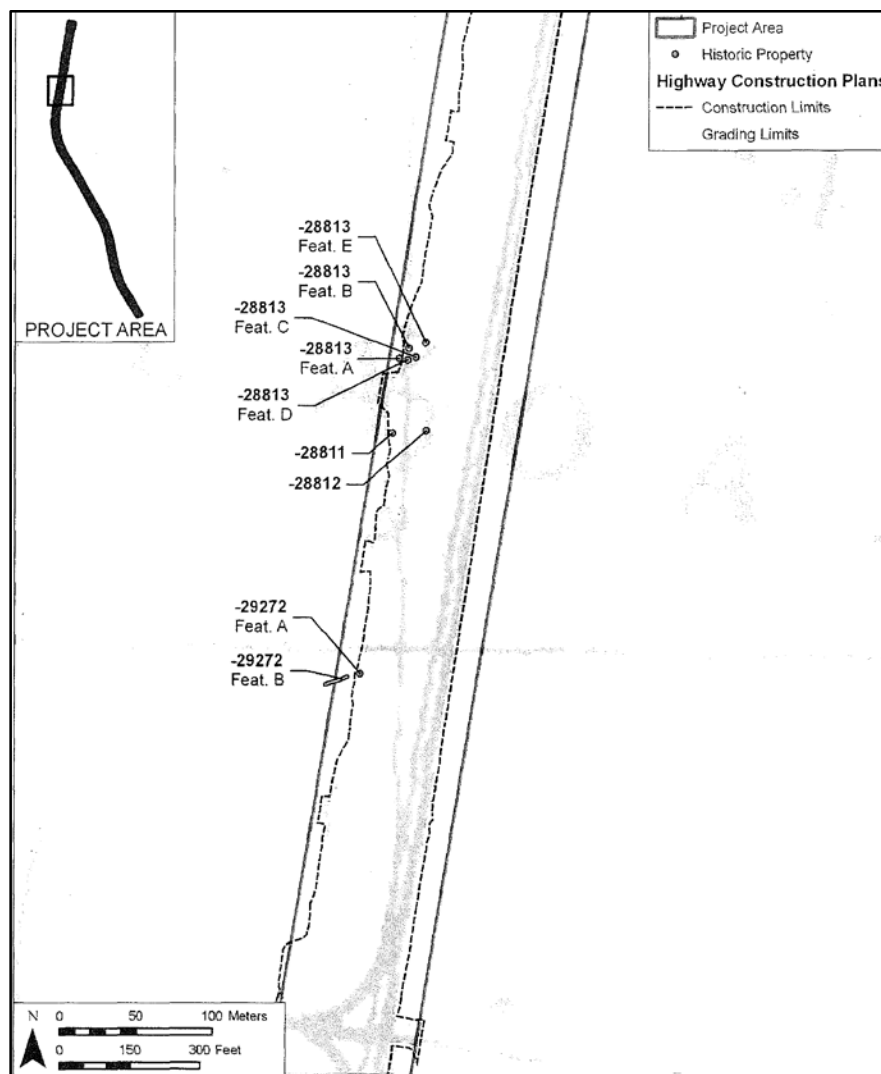 Project Area
Historic Property
Highway Construction Plans
Construction Limits
Grading Limits
PROJECT AREA
-28813
Feat. E
-28813
Feat. B
-28813
Feat. C
-28813
Feat. A
-28813
Feat. D
-28811
-28812
-29272
Feat. A
-29272
Feat. B
N
0 50 100 Meters
0 150 300 Feet